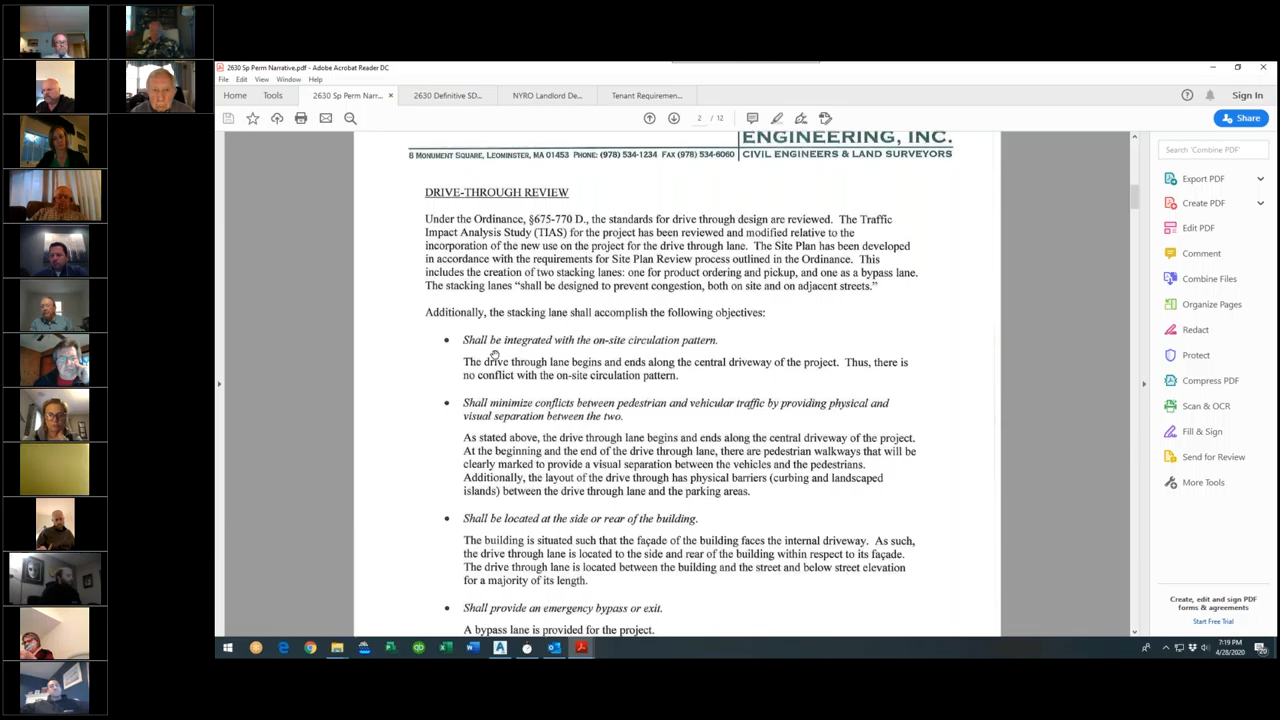 2630 Sp Perm Narrative.pdf - Adobe Acrobat Reader DC
File Edit View Window Help
Home Tools 2630 Sp Perm Narr... × 2630 Definitive SD... NYRO Landlord De... Tenant Requiremen... Sign In
2 / 12 Share
ENGINEERING, INC.
8 MONUMENT SQUARE, LEOMINSTER, MA 01453 PHONE: (978) 534-1234 FAX (978) 534-6060 CIVIL ENGINEERS & LAND SURVEYORS
DRIVE-THROUGH REVIEW
Under the Ordinance, §675-770 D., the standards for drive through design are reviewed. The Traffic
Impact Analysis Study (TIAS) for the project has been reviewed and modified relative to the
incorporation of the new use on the project for the drive through lane. The Site Plan has been developed
in accordance with the requirements for Site Plan Review process outlined in the Ordinance. This
includes the creation of two stacking lanes: one for product ordering and pickup, and one as a bypass lane.
The stacking lanes "shall be designed to prevent congestion, both on site and on adjacent streets."
Additionally, the stacking lane shall accomplish the following objectives:
• Shall be integrated with the on-site circulation pattern.
The drive through lane begins and ends along the central driveway of the project. Thus, there is
no conflict with the on-site circulation pattern.
• Shall minimize conflicts between pedestrian and vehicular traffic by providing physical and
visual separation between the two.
As stated above, the drive through lane begins and ends along the central driveway of the project.
At the beginning and the end of the drive through lane, there are pedestrian walkways that will be
clearly marked to provide a visual separation between the vehicles and the pedestrians.
Additionally, the layout of the drive through has physical barriers (curbing and landscaped
islands) between the drive through lane and the parking areas.
• Shall be located at the side or rear of the building.
The building is situated such that the façade of the building faces the internal driveway. As such,
the drive through lane is located to the side and rear of the building within respect to its façade.
The drive through lane is located between the building and the street and below street elevation
for a majority of its length.
• Shall provide an emergency bypass or exit.
A bypass lane is provided for the project.
Search 'Combine PDF'
Export PDF
Create PDF
Edit PDF
Comment
Combine Files
Organize Pages
Redact
Protect
Compress PDF
Scan & OCR
Fill & Sign
Send for Review
More Tools
Create, edit and sign PDF
forms & agreements
Start Free Trial
7:19 PM
4/28/2020